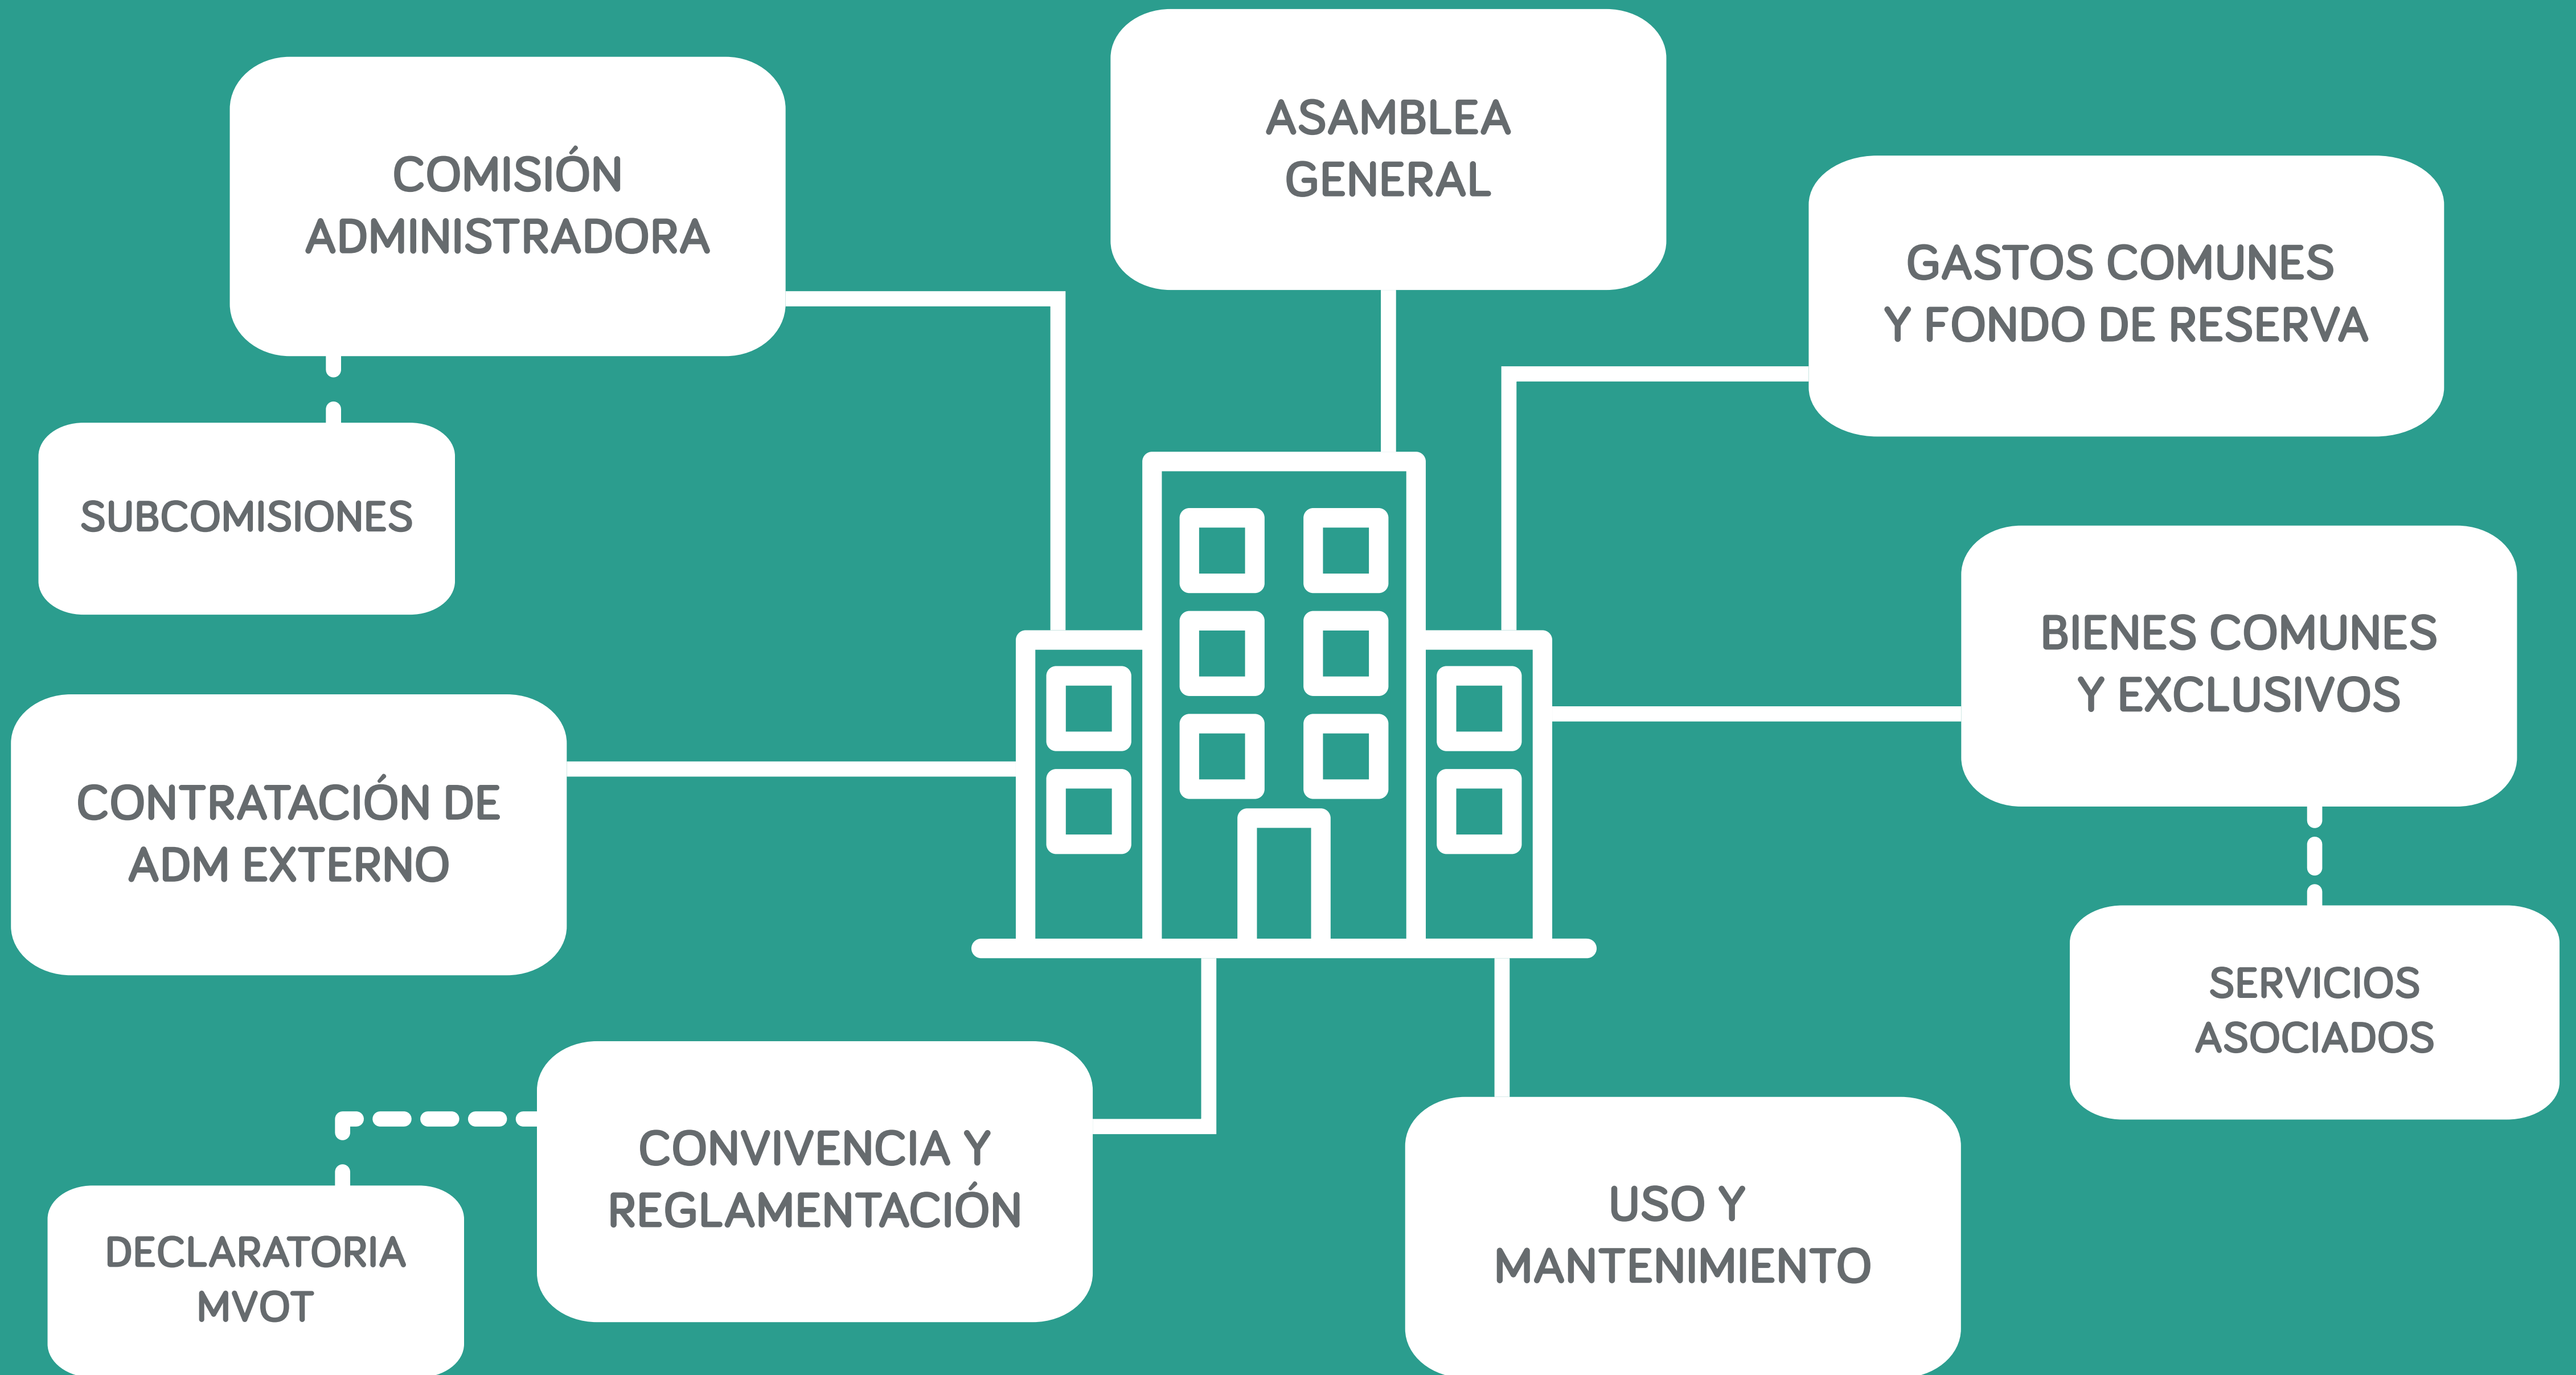 COMISIÓN
ADMINISTRADORA
ASAMBLEA
GENERAL
GASTOS COMUNES
Y FONDO DE RESERVA
SUBCOMISIONES
BIENES COMUNES
Y EXCLUSIVOS
CONTRATACIÓN DE
ADM EXTERNO
SERVICIOS
ASOCIADOS
CONVIVENCIA Y
REGLAMENTACIÓN
USO Y
MANTENIMIENTO
DECLARATORIA
MVOT